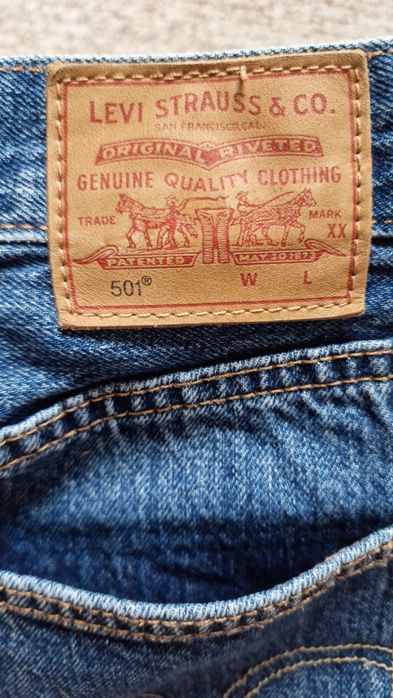 LEVI STRAUSS & CO.
SAN FRANCISCO, CAL.
ORIGINAL RIVETED
GENUINE QUALITY CLOTHING
TRADE MARK
XX
PATENTED MAY 20 1873
501® W L